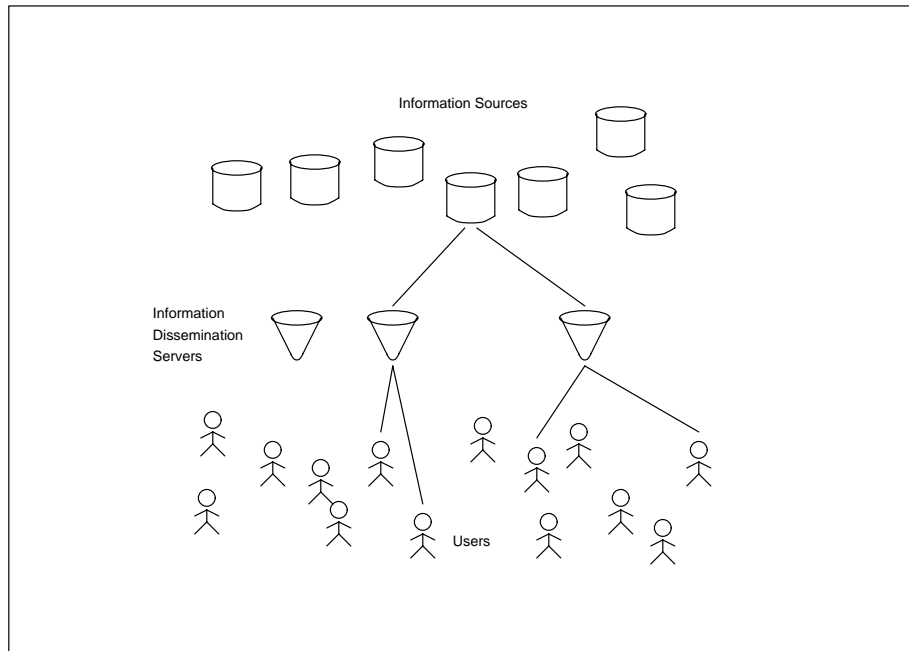 Information Sources
Information
Dissemination
Servers
Users